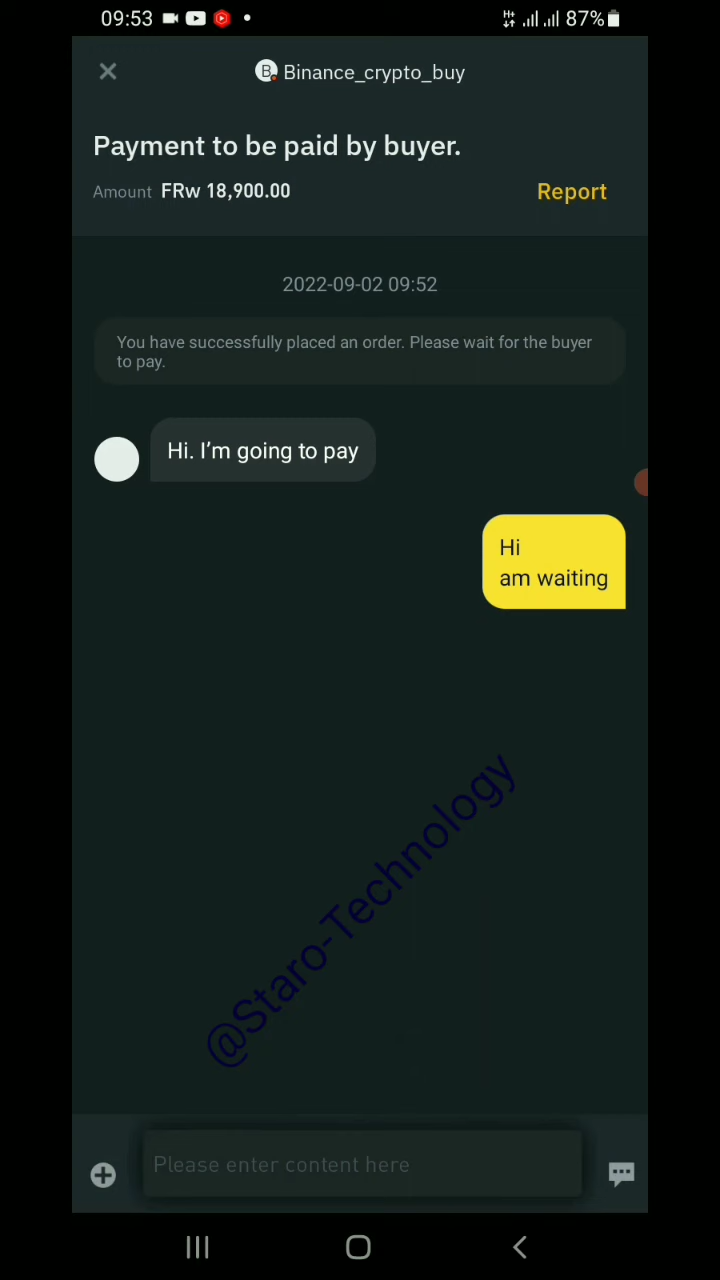 09:53
H+ 87%
B Binance_crypto_buy
Payment to be paid by buyer.
Amount FRw 18,900.00
Report
2022-09-02 09:52
You have successfully placed an order. Please wait for the buyer
to pay.
Hi. I’m going to pay
Hi
am waiting
@Staro-Technology
Please enter content here